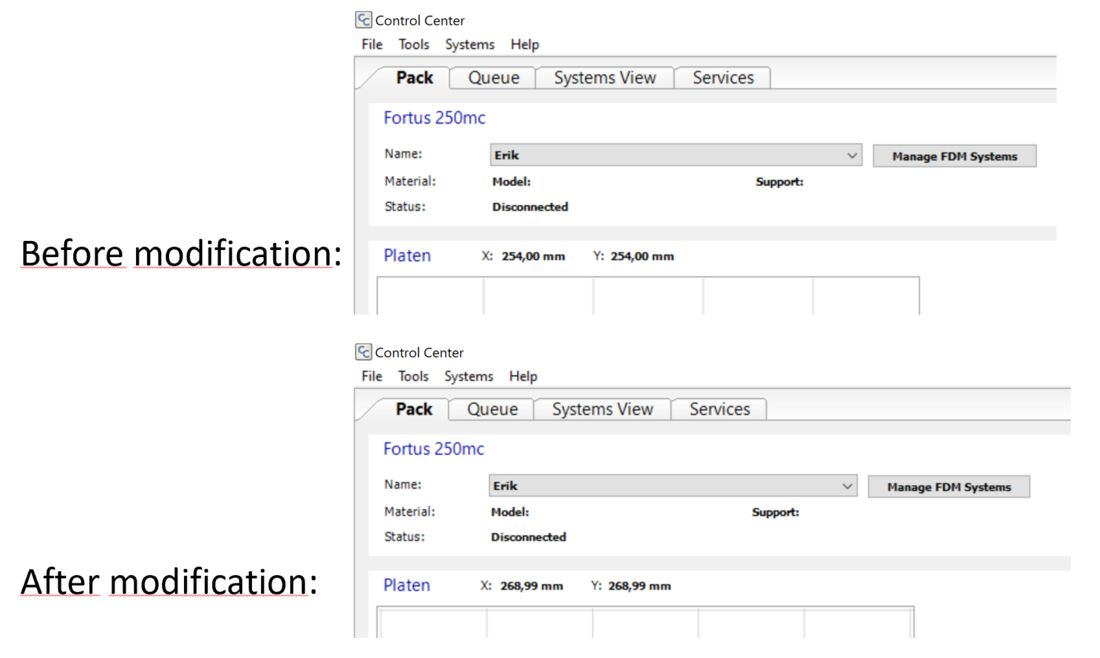 Control Center
File Tools Systems Help
Pack Queue Systems View Services
Fortus 250mc
Name: Erik Manage FDM Systems
Material: Model: Support:
Status: Disconnected
Before modification:
Platen X: 254,00 mm Y: 254,00 mm
Control Center
File Tools Systems Help
Pack Queue Systems View Services
Fortus 250mc
Name: Erik Manage FDM Systems
Material: Model: Support:
Status: Disconnected
After modification:
Platen X: 268,99 mm Y: 268,99 mm